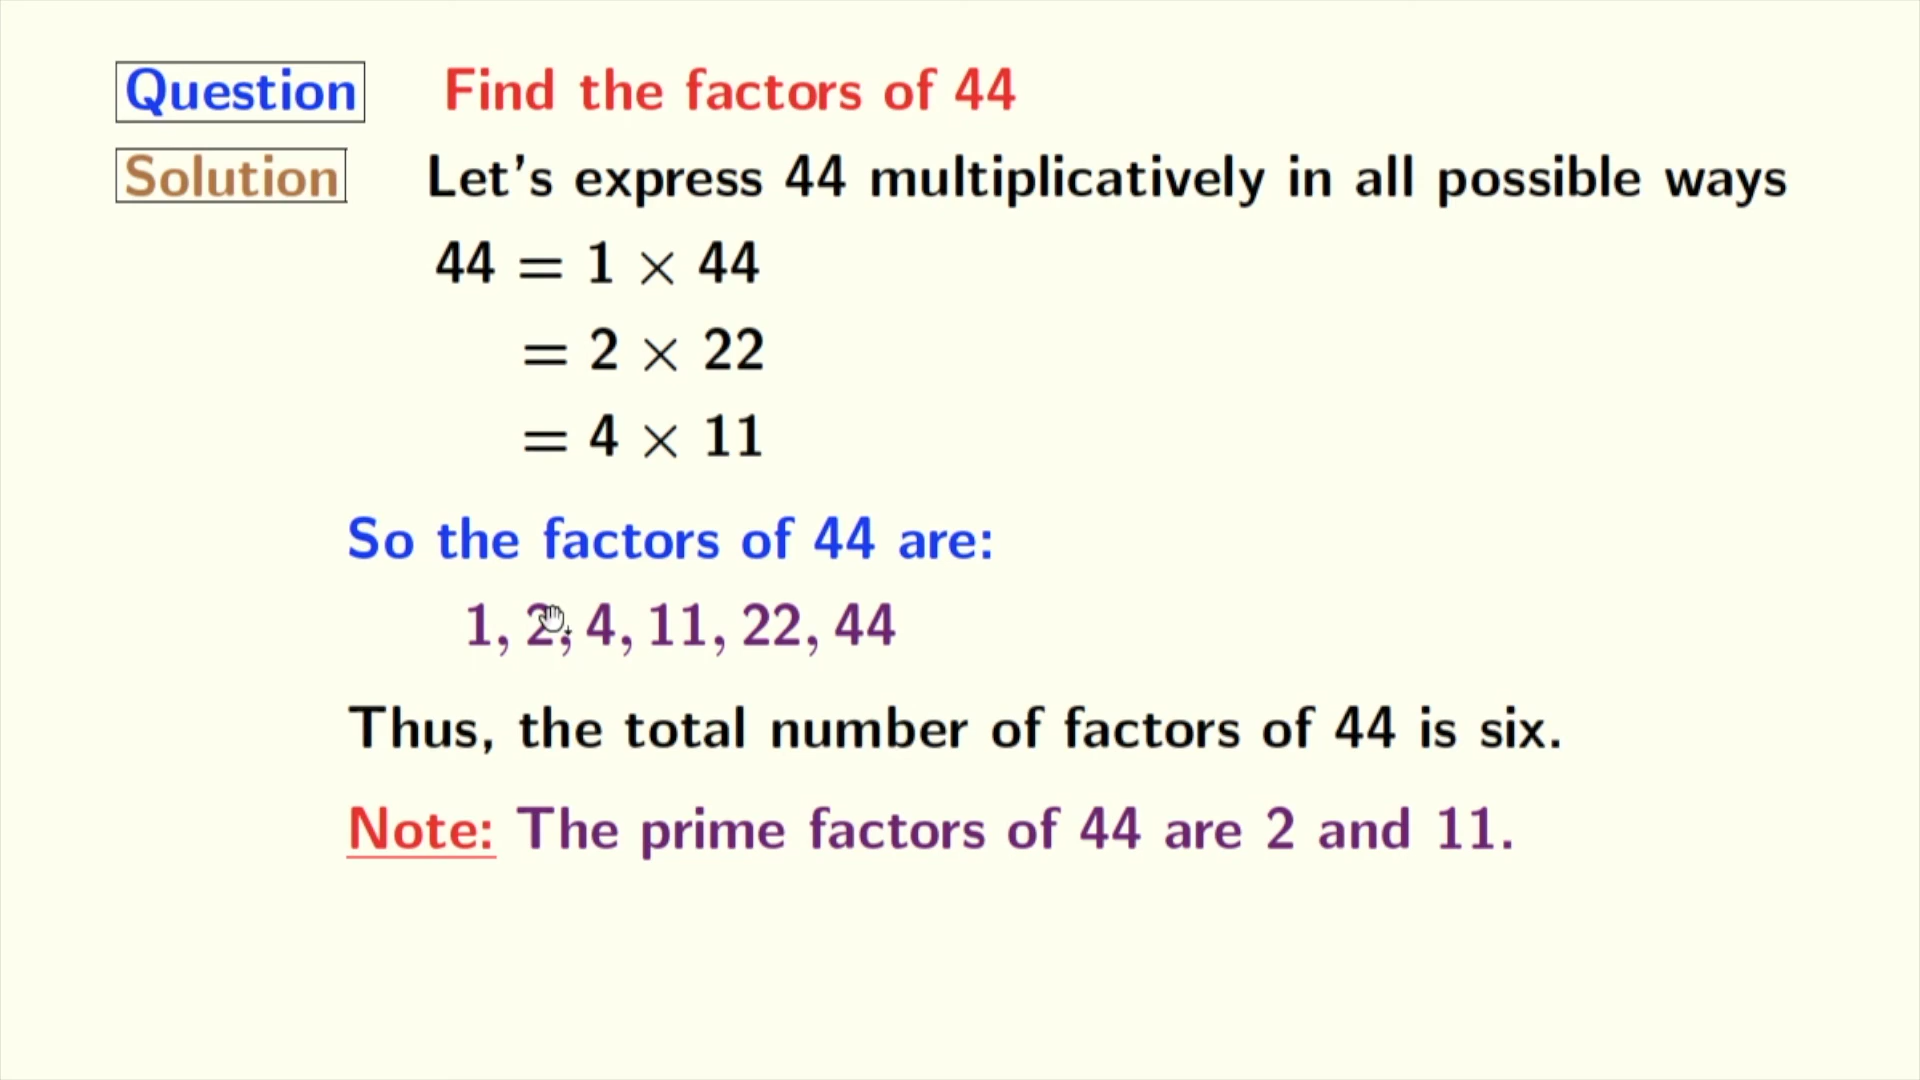 Question Find the factors of 44
Solution Let's express 44 multiplicatively in all possible ways
44 = 1 × 44
= 2 × 22
= 4 × 11
So the factors of 44 are:
1, 2, 4, 11, 22, 44
Thus, the total number of factors of 44 is six.
Note: The prime factors of 44 are 2 and 11.